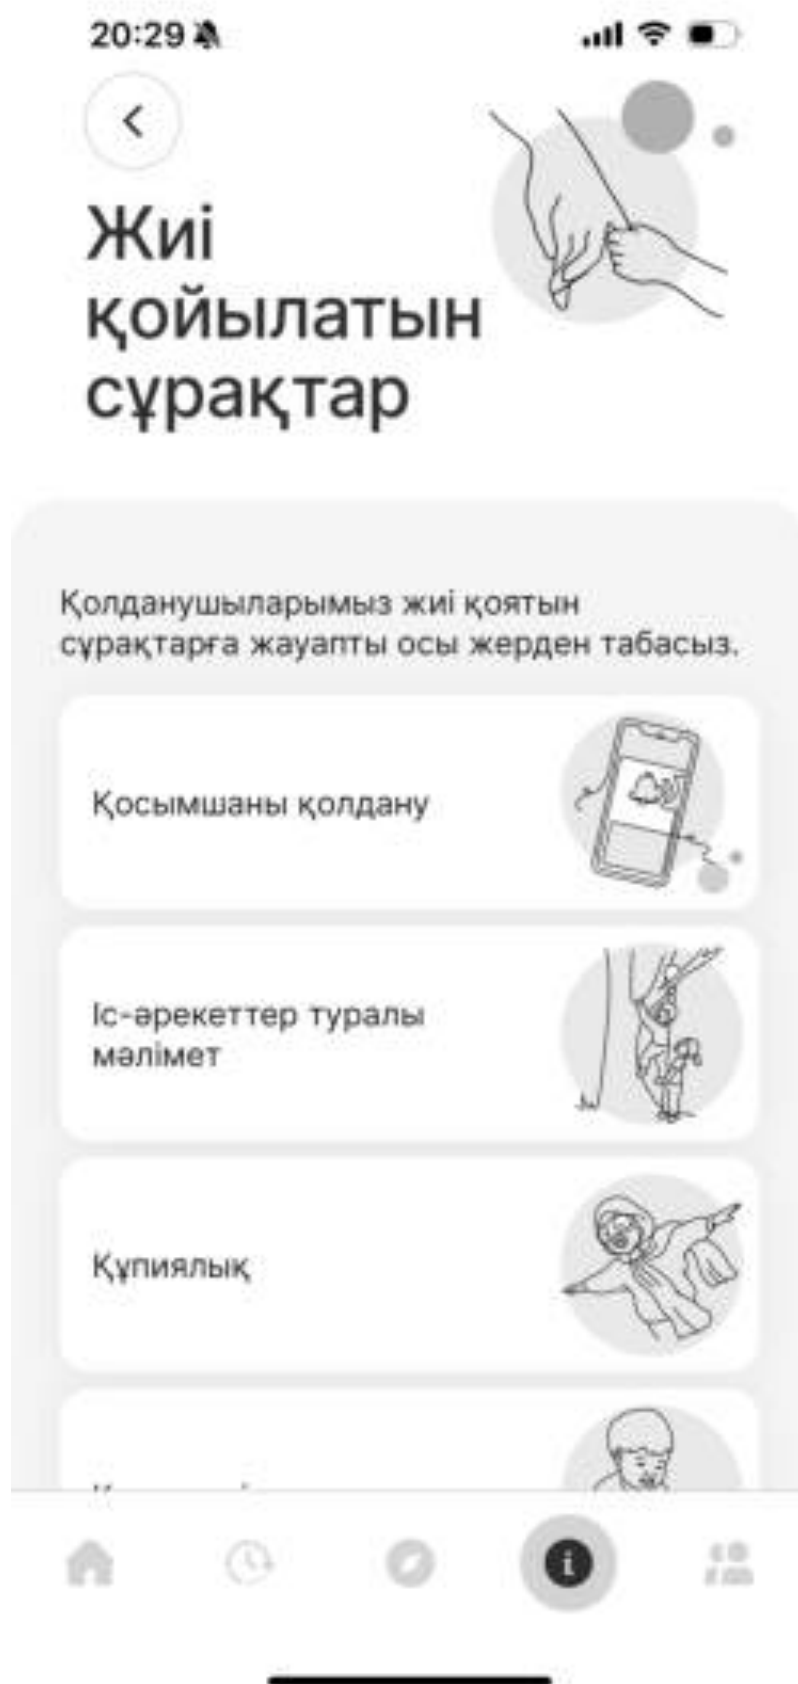 20:29
Жиі
қойылатын
сұрақтар
Қолданушыларымыз жиі қоятын
сұрақтарға жауапты осы жерден табасыз.
Қосымшаны қолдану
Іс-әрекеттер туралы
мәлімет
Құпиялық